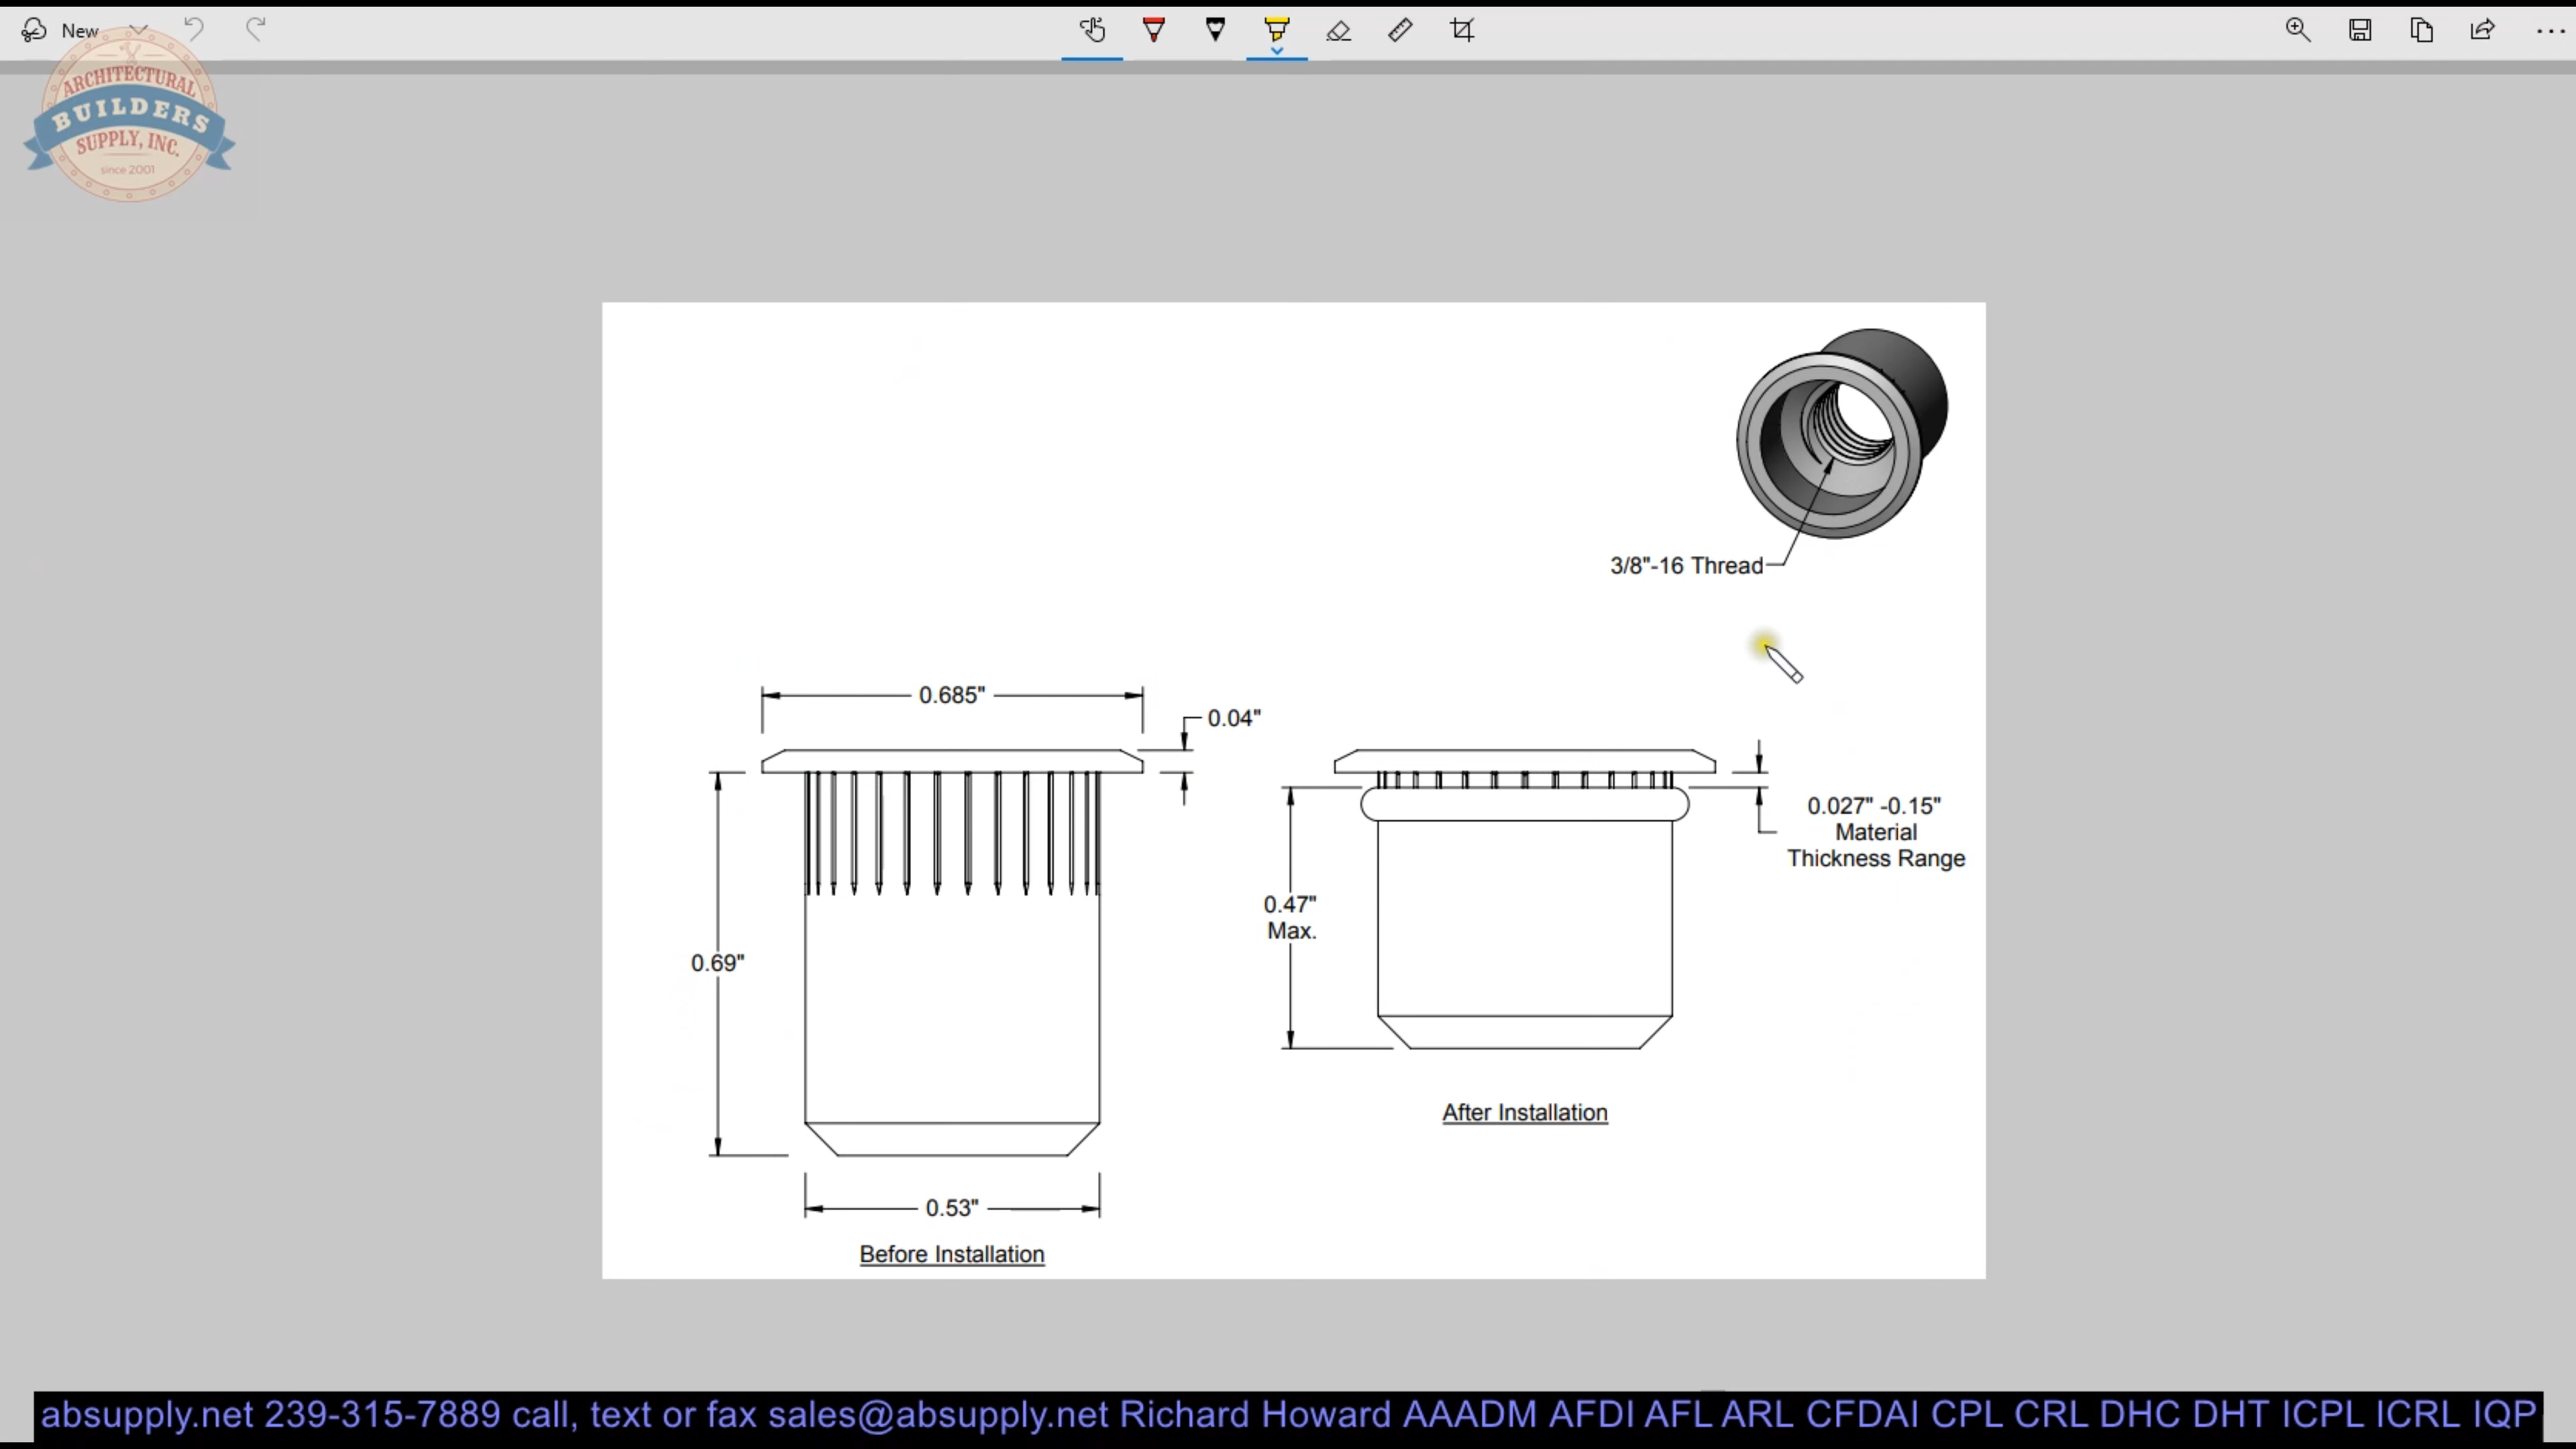 New
ARCHITECTURAL
BUILDERS
SUPPLY, INC.
since 2001
3/8"-16 Thread
0.685"
0.04"
0.027" -0.15"
Material
Thickness Range
0.47"
Max.
0.69"
After Installation
0.53"
Before Installation
absupply.net 239-315-7889 call, text or fax sales@absupply.net Richard Howard AAADM AFDI AFL ARL CFDAI CPL CRL DHC DHT ICPL ICRL IQP